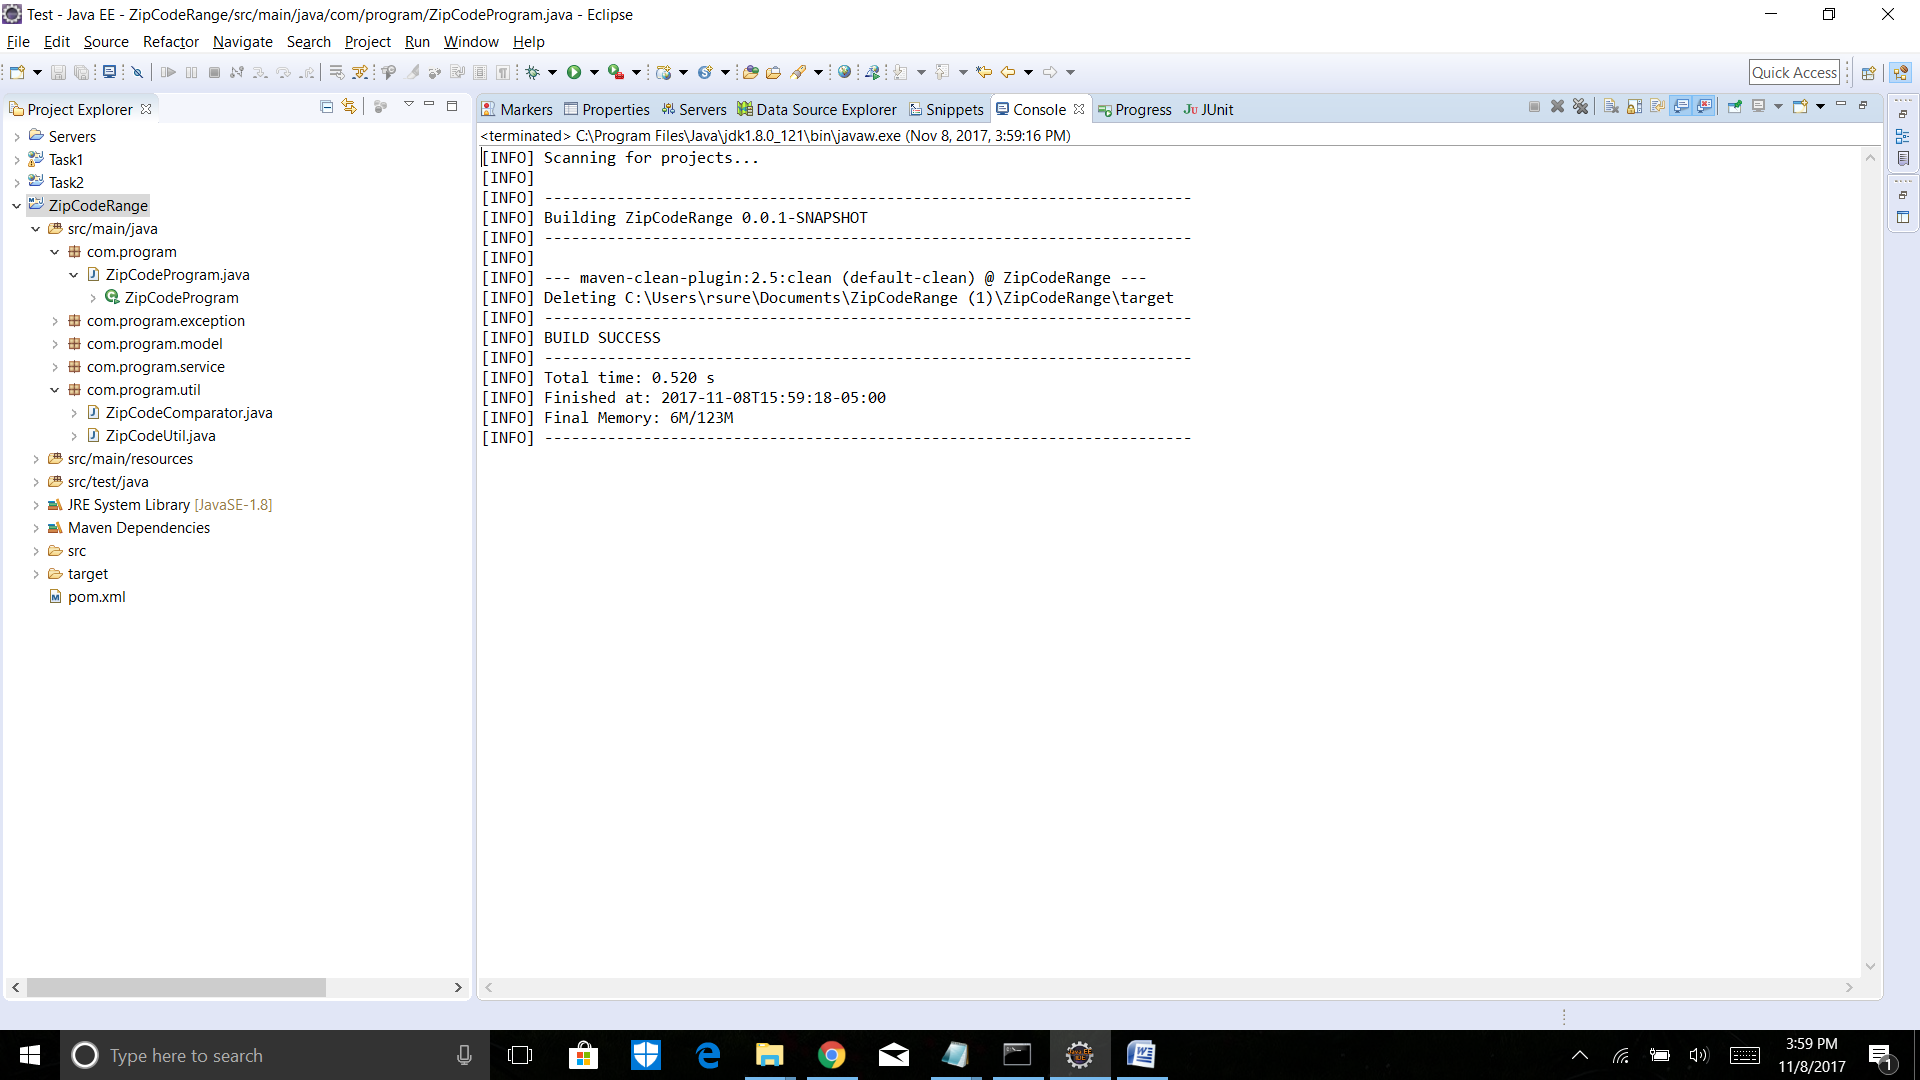 Test - Java EE - ZipCodeRange/src/main/java/com/program/ZipCodeProgram.java - Eclipse
File Edit Source Refactor Navigate Search Project Run Window Help
Quick Access
Project Explorer
Servers
Task1
Task2
ZipCodeRange
src/main/java
com.program
ZipCodeProgram.java
ZipCodeProgram
com.program.exception
com.program.model
com.program.service
com.program.util
ZipCodeComparator.java
ZipCodeUtil.java
src/main/resources
src/test/java
JRE System Library [JavaSE-1.8]
Maven Dependencies
src
target
pom.xml
Markers Properties Servers Data Source Explorer Snippets Console Progress JUnit
<terminated> C:\Program Files\Java\jdk1.8.0_121\bin\javaw.exe (Nov 8, 2017, 3:59:16 PM)
[INFO] Scanning for projects...
[INFO]
[INFO] ------------------------------------------------------------------------
[INFO] Building ZipCodeRange 0.0.1-SNAPSHOT
[INFO] ------------------------------------------------------------------------
[INFO]
[INFO] --- maven-clean-plugin:2.5:clean (default-clean) @ ZipCodeRange ---
[INFO] Deleting C:\Users\rsure\Documents\ZipCodeRange (1)\ZipCodeRange\target
[INFO] ------------------------------------------------------------------------
[INFO] BUILD SUCCESS
[INFO] ------------------------------------------------------------------------
[INFO] Total time: 0.520 s
[INFO] Finished at: 2017-11-08T15:59:18-05:00
[INFO] Final Memory: 6M/123M
[INFO] ------------------------------------------------------------------------
Type here to search
3:59 PM
11/8/2017
1